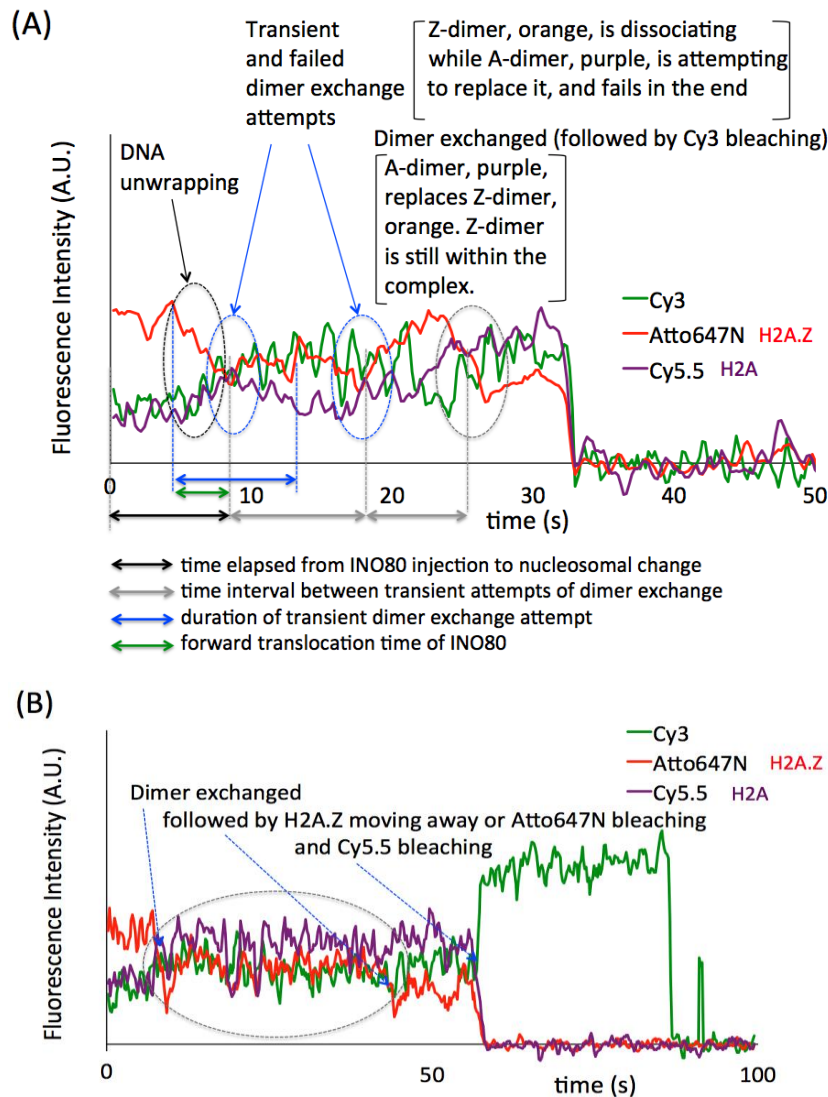 (A)
Transient
and failed
dimer exchange
attempts
Z-dimer, orange, is dissociating
while A-dimer, purple, is attempting
to replace it, and fails in the end
DNA
unwrapping
Dimer exchanged (followed by Cy3 bleaching)
A-dimer, purple,
replaces Z-dimer,
orange. Z-dimer
is still within the
complex.
Fluorescence Intensity (A.U.)
Cy3
Atto647N H2A.Z
Cy5.5 H2A
0 10 20 30 40 50
time (s)
time elapsed from INO80 injection to nucleosomal change
time interval between transient attempts of dimer exchange
duration of transient dimer exchange attempt
forward translocation time of INO80
(B)
Cy3
Atto647N H2A.Z
Cy5.5 H2A
Dimer exchanged
followed by H2A.Z moving away or Atto647N bleaching
and Cy5.5 bleaching
Fluorescence Intensity (A.U.)
0 50 100
time (s)